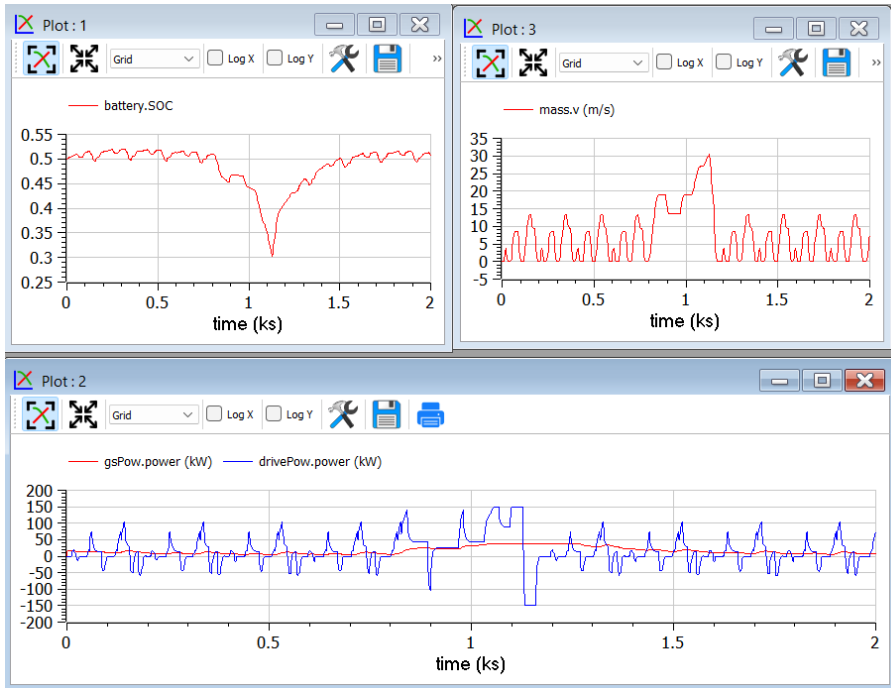 Plot : 1
Grid
Log X
Log Y
»
battery.SOC
0.55
0.5
0.45
0.4
0.35
0.3
0.25
0 0.5 1 1.5 2
time (ks)
Plot : 3
Grid
Log X
Log Y
»
mass.v (m/s)
35
30
25
20
15
10
5
0
-5
0 0.5 1 1.5 2
time (ks)
Plot : 2
Grid
Log X
Log Y
gsPow.power (kW) drivePow.power (kW)
200
150
100
50
0
-50
-100
-150
-200
0 0.5 1 1.5 2
time (ks)